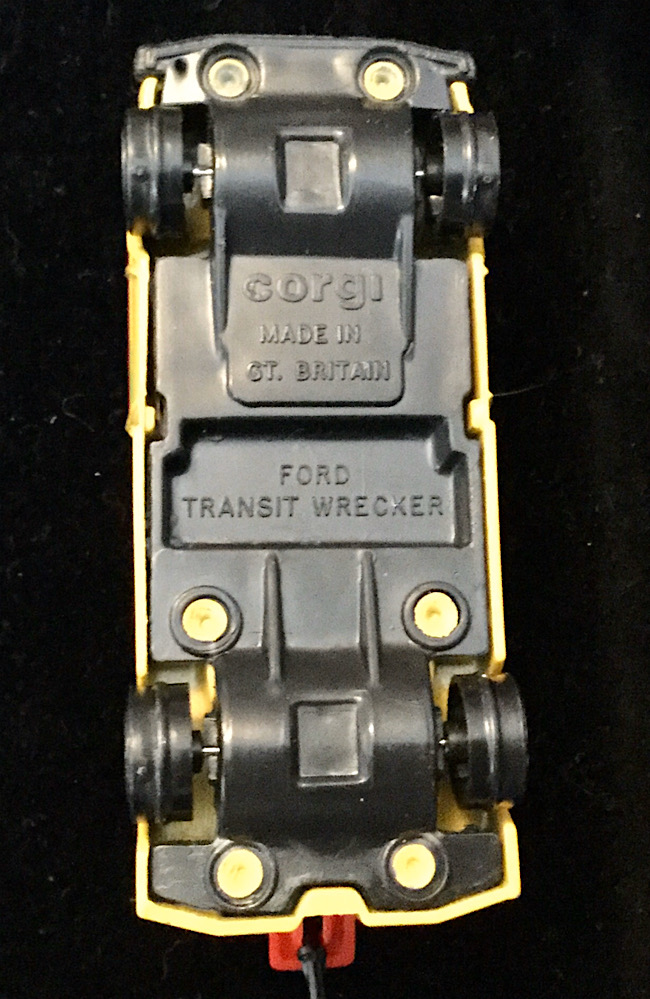 corgi
MADE IN
GT. BRITAIN
FORD
TRANSIT WRECKER